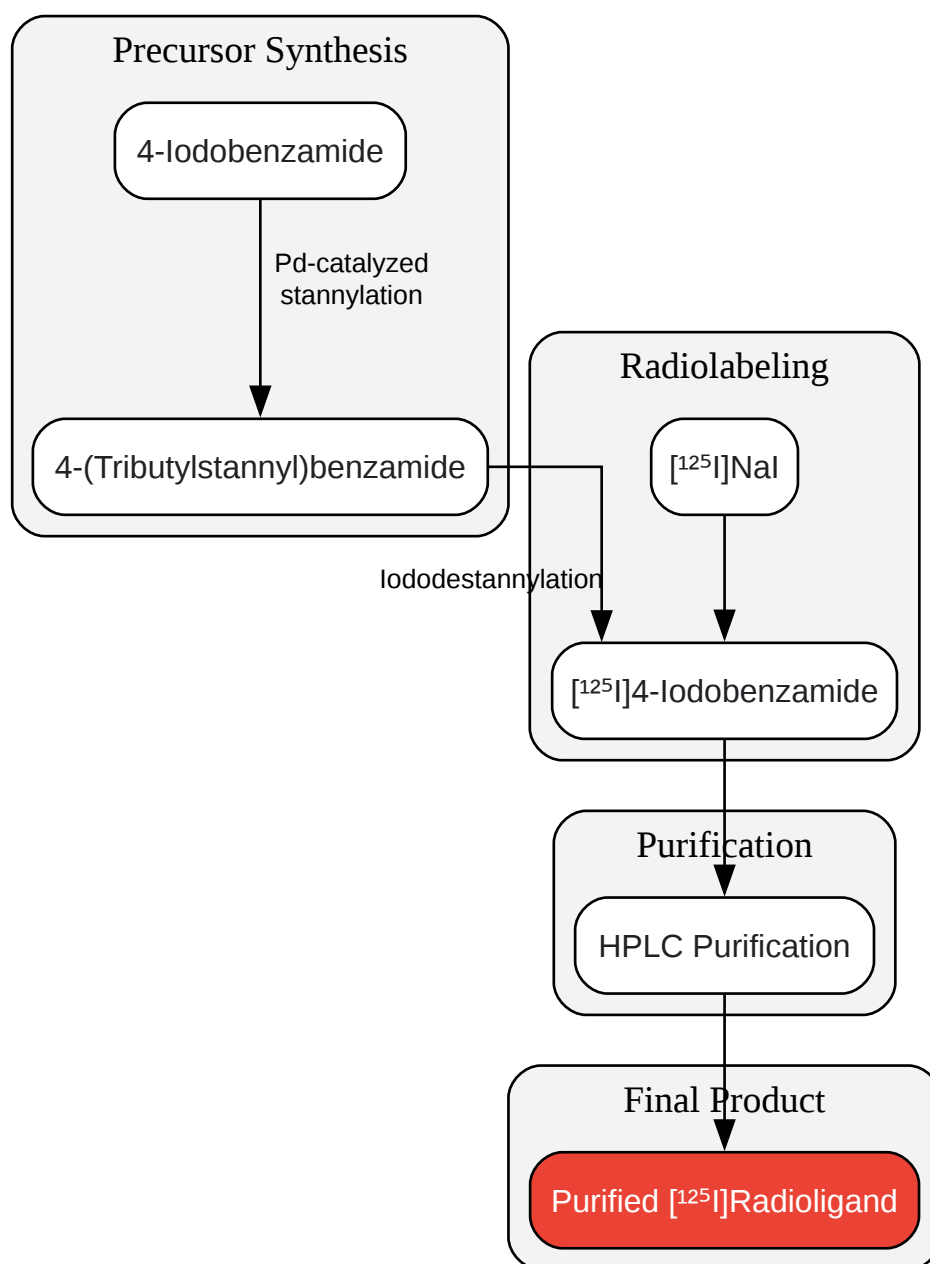 Precursor Synthesis
4-Iodobenzamide
Pd-catalyzed
stannylation
4-(Tributylstannyl)benzamide
Radiolabeling
[¹²⁵I]NaI
Iododestannylation
[¹²⁵I]4-Iodobenzamide
Purification
HPLC Purification
Final Product
Purified [¹²⁵I]Radioligand